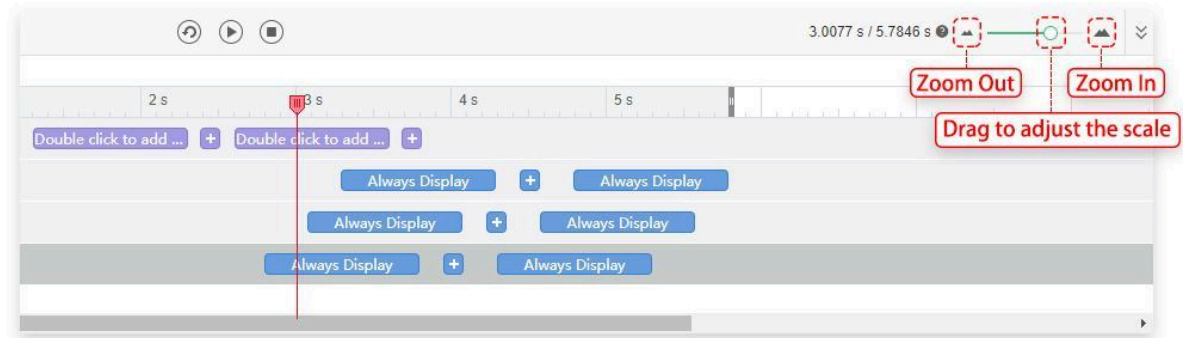 3.0077 s / 5.7846 s ?
Zoom Out
Zoom In
2 s 3 s 4 s 5 s
Drag to adjust the scale
Double click to add ... + Double click to add ... +
Always Display + Always Display
Always Display + Always Display
Always Display + Always Display